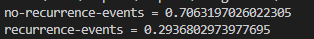 no-recurrence-events = 0.7063197026022305
recurrence-events = 0.2936802973977695